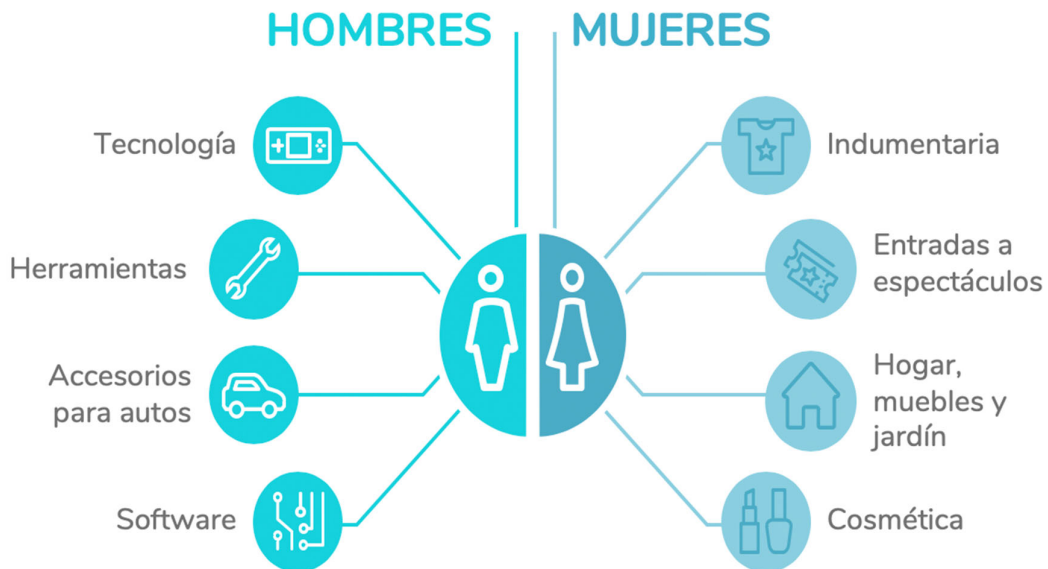 HOMBRES
MUJERES
Tecnología
Herramientas
Accesorios
para autos
Software
Indumentaria
Entradas a
espectáculos
Hogar,
muebles y
jardín
Cosmética